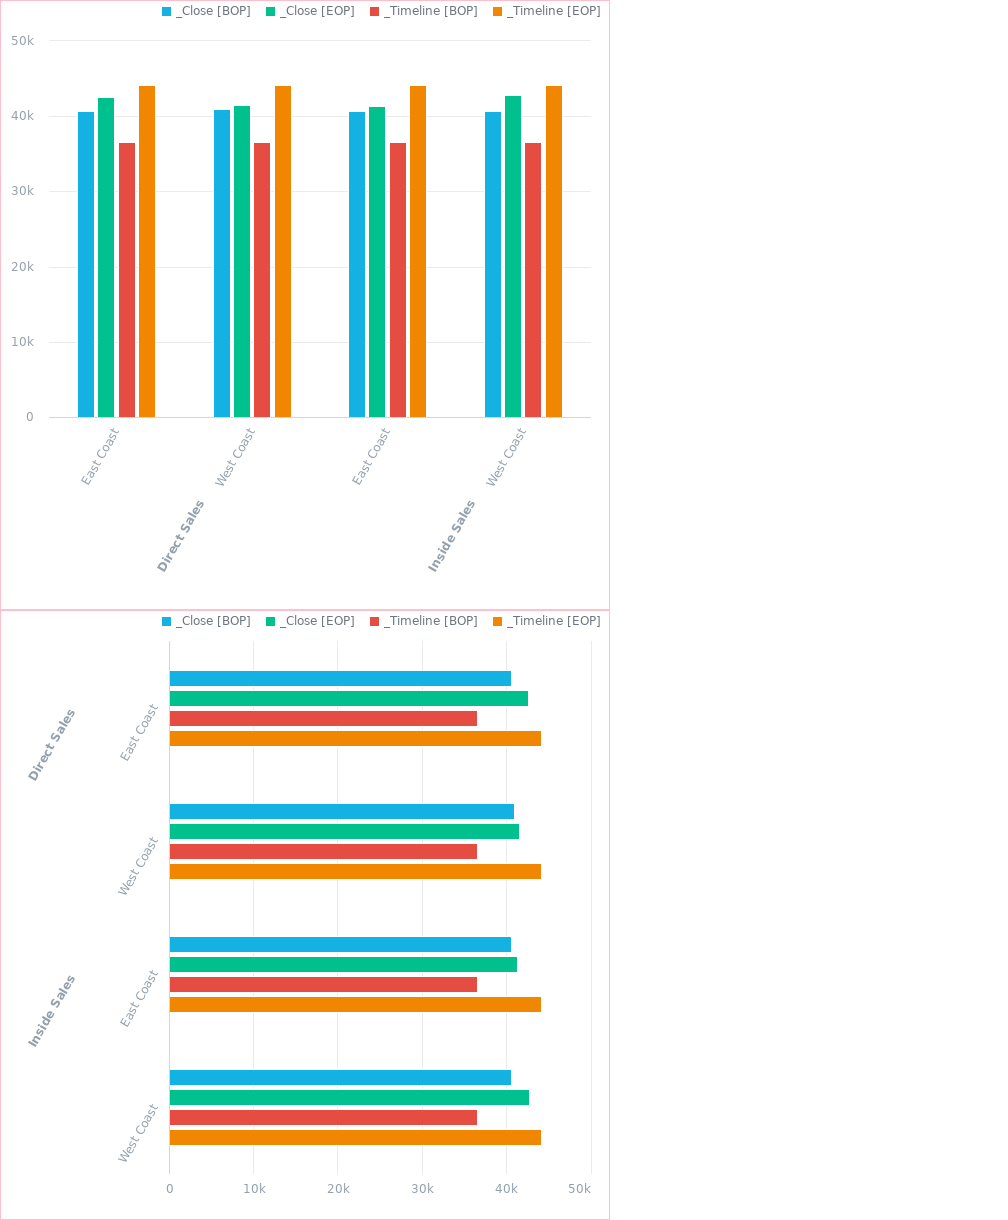 _Close [BOP] _Close [EOP] _Timeline [BOP] _Timeline [EOP]
50k
40k
30k
20k
10k
0
East Coast West Coast East Coast West Coast
Direct Sales Inside Sales
_Close [BOP] _Close [EOP] _Timeline [BOP] _Timeline [EOP]
Direct Sales
East Coast
West Coast
Inside Sales
East Coast
West Coast
0 10k 20k 30k 40k 50k